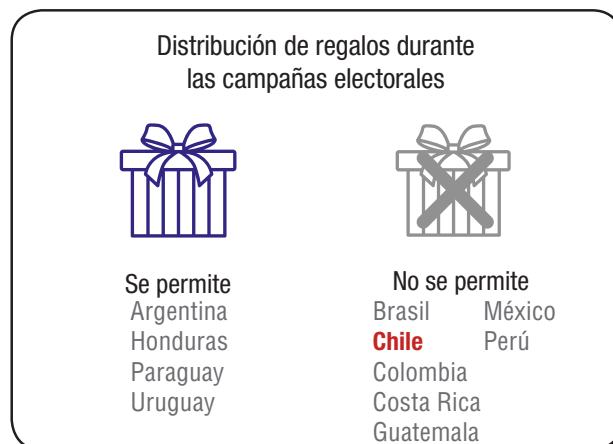 Distribución de regalos durante
las campañas electorales
Se permite
Argentina
Honduras
Paraguay
Uruguay
No se permite
Brasil
Chile
Colombia
Costa Rica
Guatemala
México
Perú